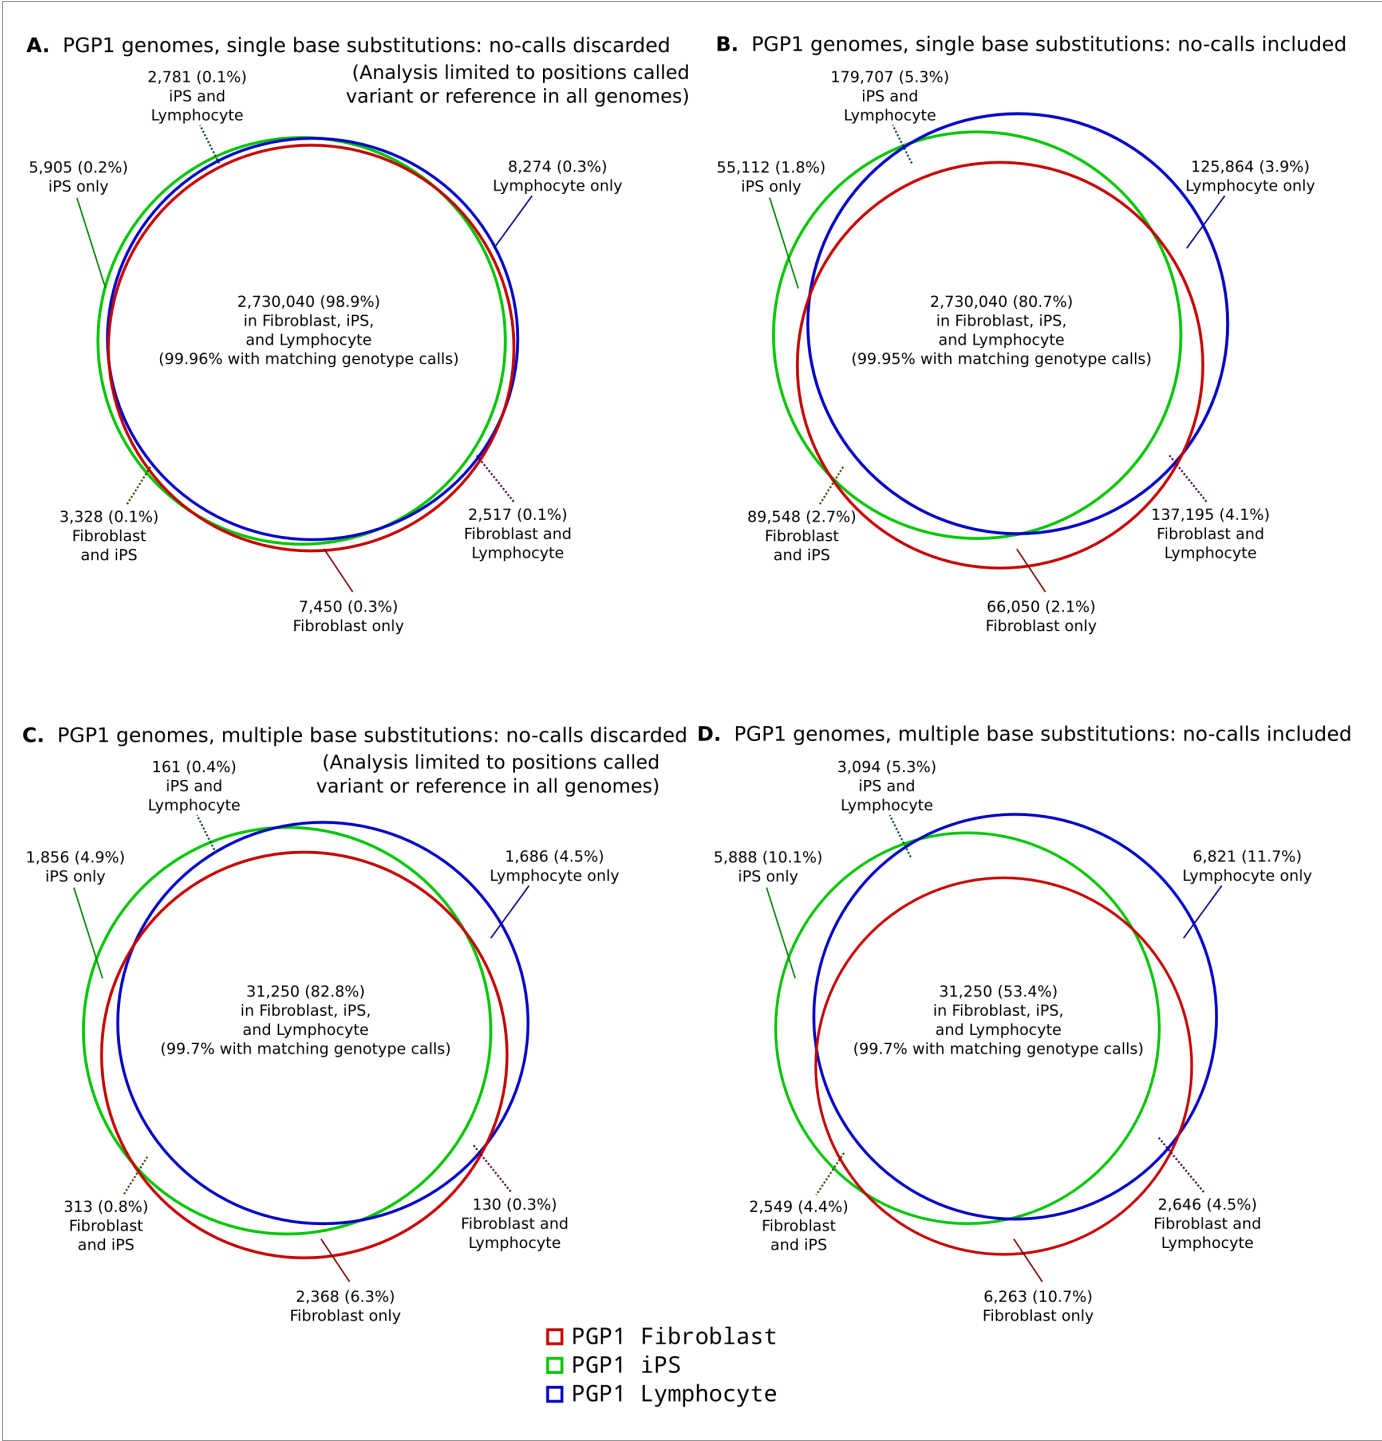 A. PGP1 genomes, single base substitutions: no-calls discarded
(Analysis limited to positions called
variant or reference in all genomes)
2,781 (0.1%)
iPS and
Lymphocyte
5,905 (0.2%)
iPS only
8,274 (0.3%)
Lymphocyte only
2,730,040 (98.9%)
in Fibroblast, iPS,
and Lymphocyte
(99.96% with matching genotype calls)
3,328 (0.1%)
Fibroblast
and iPS
2,517 (0.1%)
Fibroblast and
Lymphocyte
7,450 (0.3%)
Fibroblast only
B. PGP1 genomes, single base substitutions: no-calls included
179,707 (5.3%)
iPS and
Lymphocyte
55,112 (1.8%)
iPS only
125,864 (3.9%)
Lymphocyte only
2,730,040 (80.7%)
in Fibroblast, iPS,
and Lymphocyte
(99.95% with matching genotype calls)
89,548 (2.7%)
Fibroblast
and iPS
137,195 (4.1%)
Fibroblast and
Lymphocyte
66,050 (2.1%)
Fibroblast only
C. PGP1 genomes, multiple base substitutions: no-calls discarded
(Analysis limited to positions called
variant or reference in all genomes)
161 (0.4%)
iPS and
Lymphocyte
1,856 (4.9%)
iPS only
1,686 (4.5%)
Lymphocyte only
31,250 (82.8%)
in Fibroblast, iPS,
and Lymphocyte
(99.7% with matching genotype calls)
313 (0.8%)
Fibroblast
and iPS
130 (0.3%)
Fibroblast and
Lymphocyte
2,368 (6.3%)
Fibroblast only
D. PGP1 genomes, multiple base substitutions: no-calls included
3,094 (5.3%)
iPS and
Lymphocyte
5,888 (10.1%)
iPS only
6,821 (11.7%)
Lymphocyte only
31,250 (53.4%)
in Fibroblast, iPS,
and Lymphocyte
(99.7% with matching genotype calls)
2,549 (4.4%)
Fibroblast
and iPS
2,646 (4.5%)
Fibroblast and
Lymphocyte
6,263 (10.7%)
Fibroblast only
PGP1 Fibroblast
PGP1 iPS
PGP1 Lymphocyte